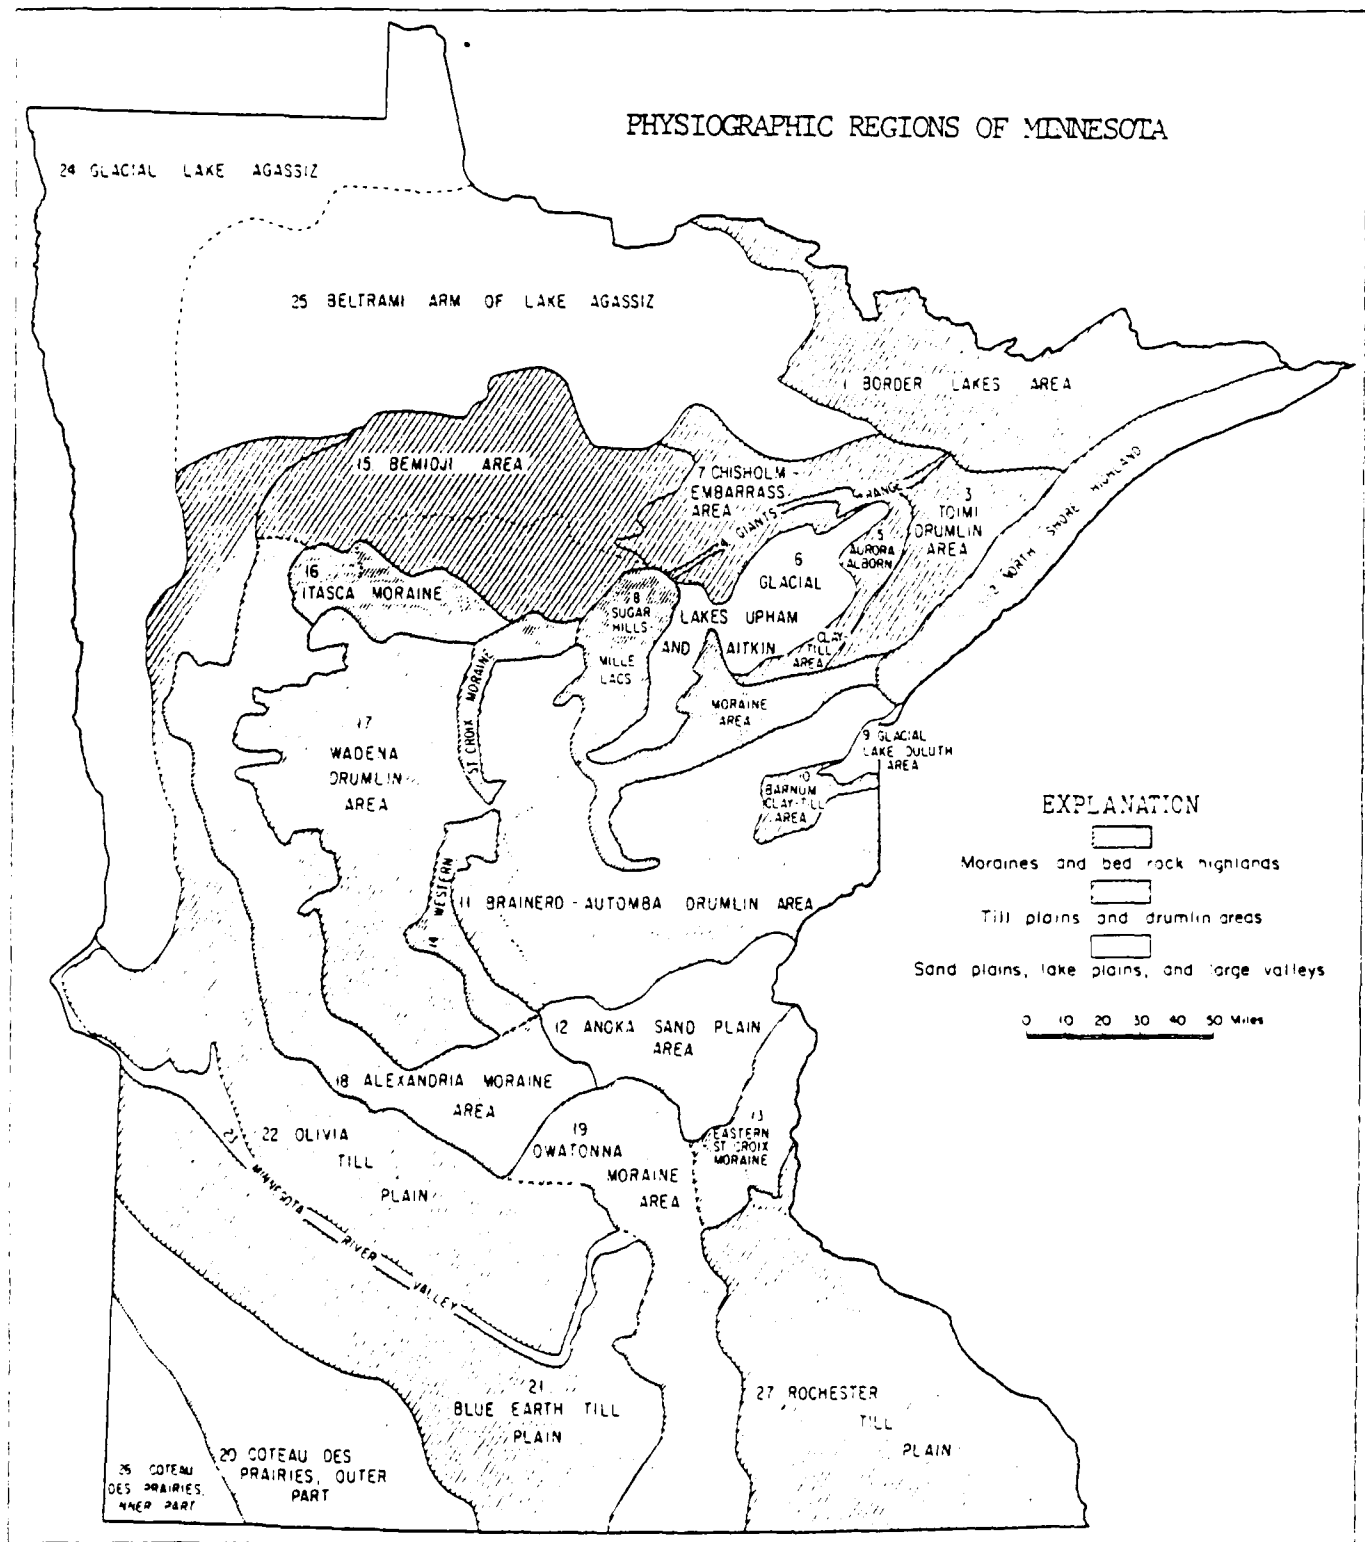 PHYSIOGRAPHIC REGIONS OF MINNESOTA
24 GLACIAL LAKE AGASSIZ
25 BELTRAMI ARM OF LAKE AGASSIZ
1 BORDER LAKES AREA
15 BEMIDJI AREA
7 CHISHOLM
EMBARRASS
AREA
4 GIANTS RANGE
3
TOIMI
DRUMLIN
AREA
2 NORTH SHORE HIGHLAND
5
AURORA
ALBORN
CLAY
TILL
AREA
6
GLACIAL
LAKES UPHAM
AND AITKIN
16
ITASCA MORAINE
8
SUGAR
HILLS
MILLE
LACS
MORAINE
AREA
ST CROIX MORAINE
17
WADENA
DRUMLIN
AREA
9 GLACIAL
LAKE DULUTH
AREA
10
BARNUM
CLAY-TILL
AREA
EXPLANATION
Moraines and bed rock highlands
Till plains and drumlin areas
Sand plains, lake plains, and large valleys
0 10 20 30 40 50 Miles
14 WESTERN
11 BRAINERD - AUTOMBA DRUMLIN AREA
12 ANOKA SAND PLAIN
AREA
18 ALEXANDRIA MORAINE
AREA
13
EASTERN
ST CROIX
MORAINE
19
OWATONNA
MORAINE
AREA
22 OLIVIA
TILL
PLAIN
23 MINNESOTA RIVER VALLEY
21
BLUE EARTH TILL
PLAIN
27 ROCHESTER
TILL
PLAIN
20 COTEAU DES
PRAIRIES, OUTER
PART
COTEAU
DES PRAIRIES,
INNER PART